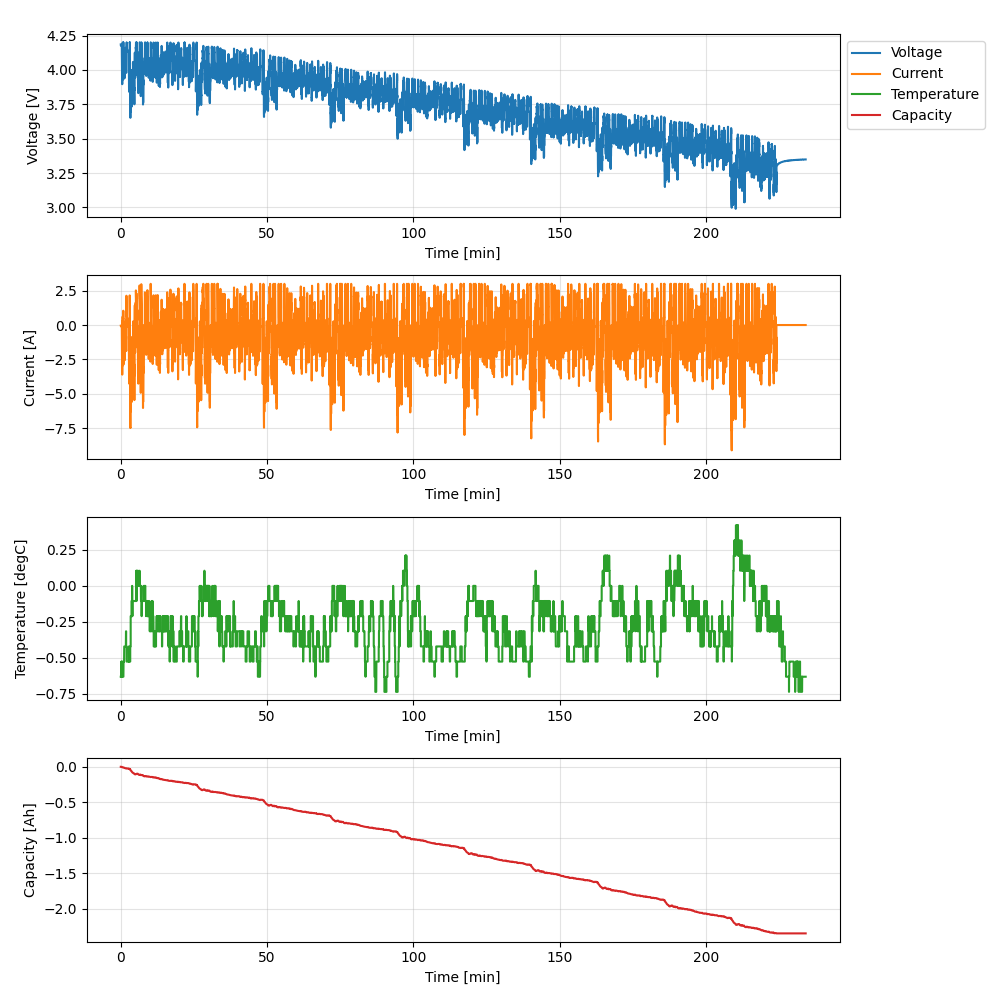 4.25
4.00
3.75
3.50
3.25
3.00
Voltage [V]
0 50 100 150 200
Time [min]
Voltage
Current
Temperature
Capacity
2.5
0.0
−2.5
−5.0
−7.5
Current [A]
0 50 100 150 200
Time [min]
0.25
0.00
−0.25
−0.50
−0.75
Temperature [degC]
0 50 100 150 200
Time [min]
0.0
−0.5
−1.0
−1.5
−2.0
Capacity [Ah]
0 50 100 150 200
Time [min]